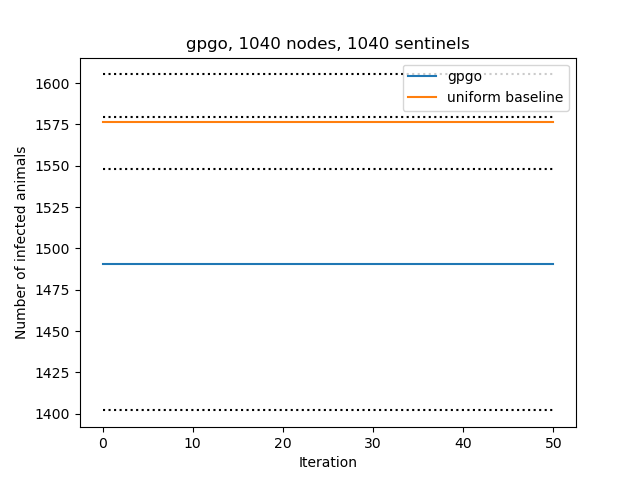 gpgo, 1040 nodes, 1040 sentinels
gpgo
uniform baseline
Number of infected animals
1600
1575
1550
1525
1500
1475
1450
1425
1400
0 10 20 30 40 50
Iteration